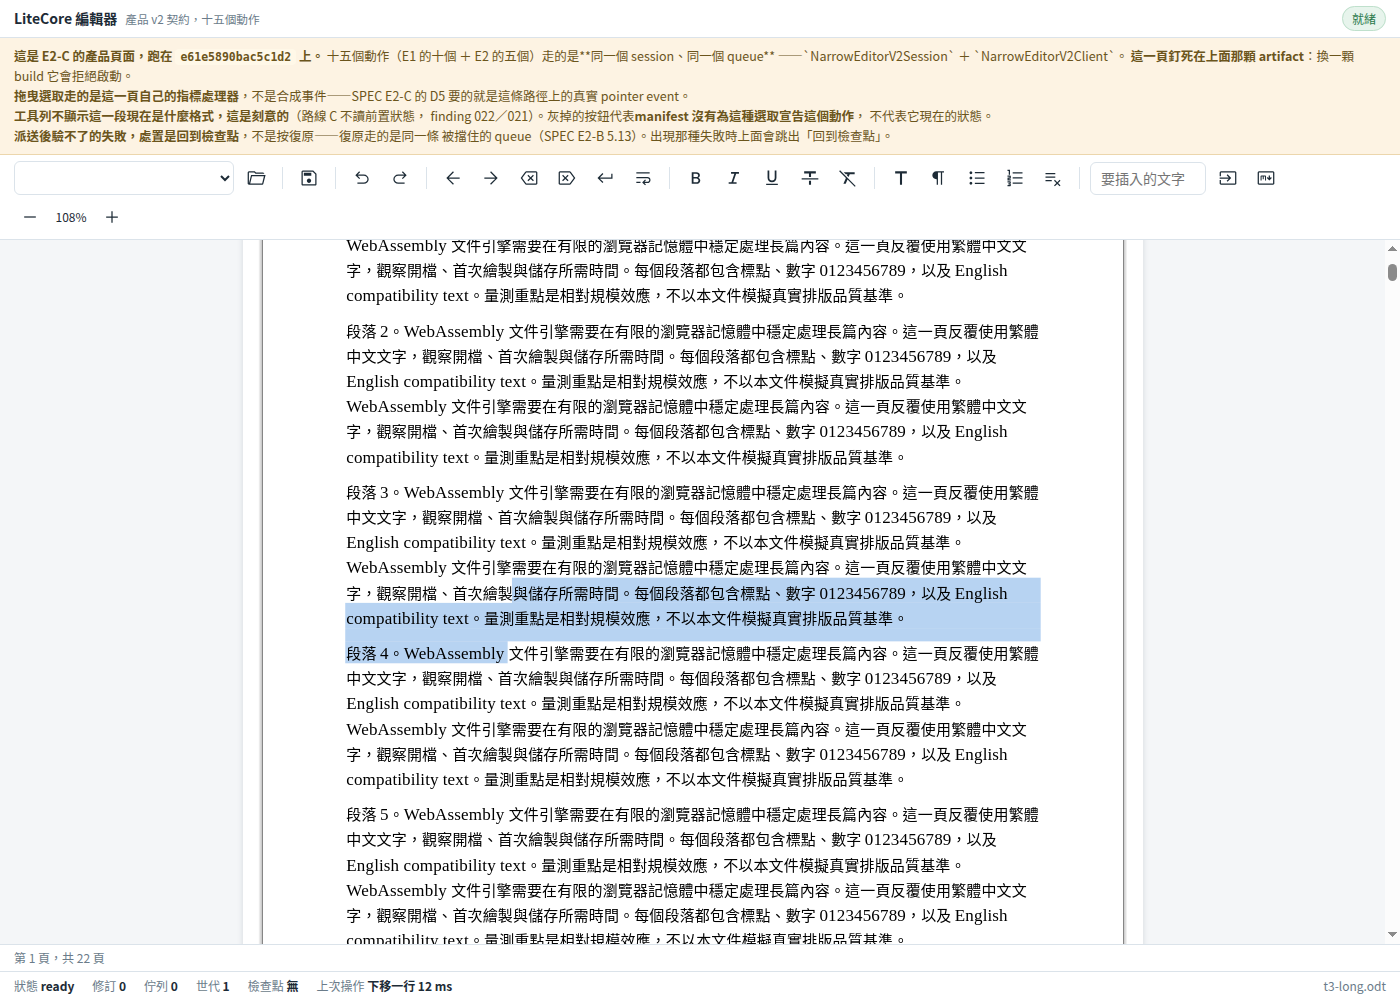 LiteCore 編輯器 產品 v2 契約，十五個動作 就緒
這是 E2-C 的產品頁面，跑在 e61e5890bac5c1d2 上。 十五個動作（E1 的十個 ＋ E2 的五個）走的是**同一個 session、同一個 queue** ——`NarrowEditorV2Session` ＋ `NarrowEditorV2Client`。 這一頁釘死在上面那顆 artifact：換一顆
build 它會拒絕啟動。
拖曳選取走的是這一頁自己的指標處理器，不是合成事件——SPEC E2-C 的 D5 要的就是這條路徑上的真實 pointer event。
工具列不顯示這一段現在是什麼格式，這是刻意的（路線 C 不讀前置狀態， finding 022／021）。灰掉的按鈕代表manifest 沒有為這種選取宣告這個動作， 不代表它現在的狀態。
派送後驗不了的失敗，處置是回到檢查點，不是按復原——復原走的是同一條 被擋住的 queue（SPEC E2-B 5.13）。出現那種失敗時上面會跳出「回到檢查點」。
要插入的文字
108%
WebAssembly 文件引擎需要在有限的瀏覽器記憶體中穩定處理長篇內容。這一頁反覆使用繁體中文文
字，觀察開檔、首次繪製與儲存所需時間。每個段落都包含標點、數字 0123456789，以及 English
compatibility text。量測重點是相對規模效應，不以本文件模擬真實排版品質基準。
段落 2。WebAssembly 文件引擎需要在有限的瀏覽器記憶體中穩定處理長篇內容。這一頁反覆使用繁體
中文文字，觀察開檔、首次繪製與儲存所需時間。每個段落都包含標點、數字 0123456789，以及
English compatibility text。量測重點是相對規模效應，不以本文件模擬真實排版品質基準。
WebAssembly 文件引擎需要在有限的瀏覽器記憶體中穩定處理長篇內容。這一頁反覆使用繁體中文文
字，觀察開檔、首次繪製與儲存所需時間。每個段落都包含標點、數字 0123456789，以及 English
compatibility text。量測重點是相對規模效應，不以本文件模擬真實排版品質基準。
段落 3。WebAssembly 文件引擎需要在有限的瀏覽器記憶體中穩定處理長篇內容。這一頁反覆使用繁體
中文文字，觀察開檔、首次繪製與儲存所需時間。每個段落都包含標點、數字 0123456789，以及
English compatibility text。量測重點是相對規模效應，不以本文件模擬真實排版品質基準。
WebAssembly 文件引擎需要在有限的瀏覽器記憶體中穩定處理長篇內容。這一頁反覆使用繁體中文文
字，觀察開檔、首次繪製與儲存所需時間。每個段落都包含標點、數字 0123456789，以及 English
compatibility text。量測重點是相對規模效應，不以本文件模擬真實排版品質基準。
段落 4。WebAssembly 文件引擎需要在有限的瀏覽器記憶體中穩定處理長篇內容。這一頁反覆使用繁體
中文文字，觀察開檔、首次繪製與儲存所需時間。每個段落都包含標點、數字 0123456789，以及
English compatibility text。量測重點是相對規模效應，不以本文件模擬真實排版品質基準。
WebAssembly 文件引擎需要在有限的瀏覽器記憶體中穩定處理長篇內容。這一頁反覆使用繁體中文文
字，觀察開檔、首次繪製與儲存所需時間。每個段落都包含標點、數字 0123456789，以及 English
compatibility text。量測重點是相對規模效應，不以本文件模擬真實排版品質基準。
段落 5。WebAssembly 文件引擎需要在有限的瀏覽器記憶體中穩定處理長篇內容。這一頁反覆使用繁體
中文文字，觀察開檔、首次繪製與儲存所需時間。每個段落都包含標點、數字 0123456789，以及
English compatibility text。量測重點是相對規模效應，不以本文件模擬真實排版品質基準。
WebAssembly 文件引擎需要在有限的瀏覽器記憶體中穩定處理長篇內容。這一頁反覆使用繁體中文文
字，觀察開檔、首次繪製與儲存所需時間。每個段落都包含標點、數字 0123456789，以及 English
compatibility text。量測重點是相對規模效應，不以本文件模擬真實排版品質基準。
第 1 頁，共 22 頁
狀態 ready 修訂 0 佇列 0 世代 1 檢查點 無 上次操作 下移一行 12 ms t3-long.odt